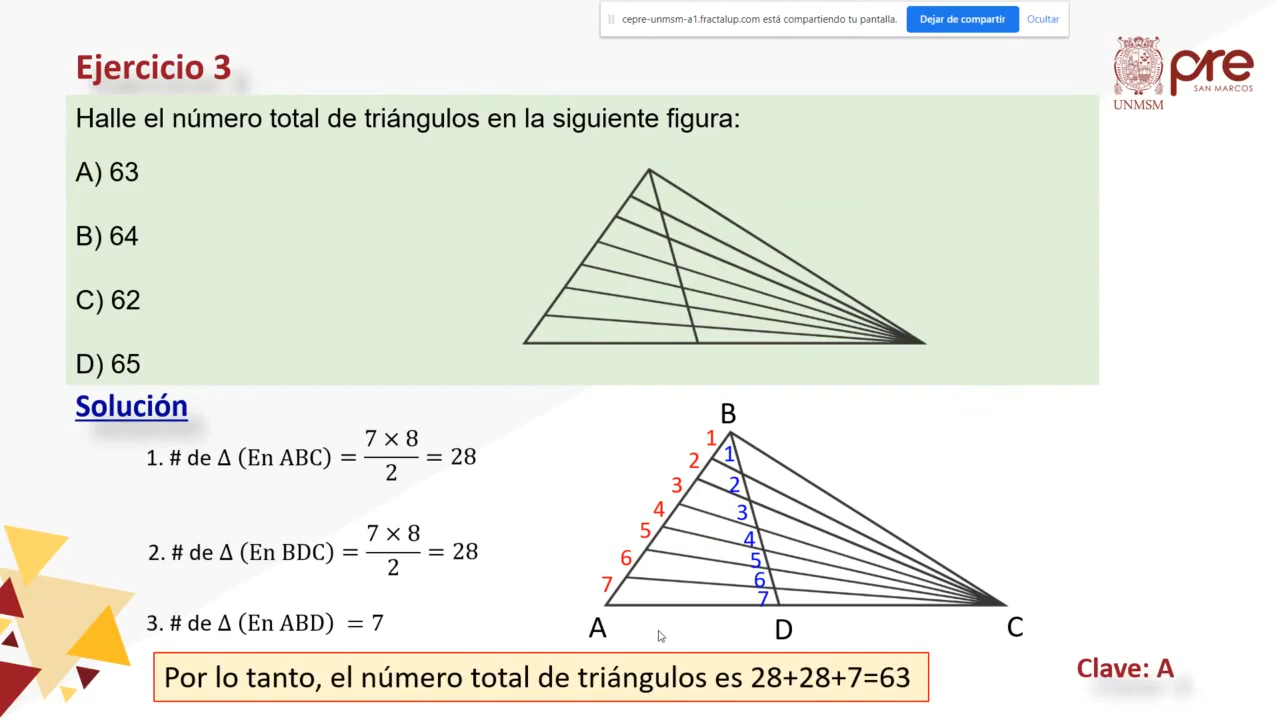 cepre-unmsm-a1.fractalup.com está compartiendo tu pantalla. Dejar de compartir Ocultar
Ejercicio 3
UNMSM pre SAN MARCOS
Halle el número total de triángulos en la siguiente figura:
A) 63
B) 64
C) 62
D) 65
Solución
1. # de Δ (En ABC) = 7 × 8 / 2 = 28
2. # de Δ (En BDC) = 7 × 8 / 2 = 28
3. # de Δ (En ABD) = 7
B
1 1
2 2
3 3
4 4
5 5
6 6
7 7
A D C
Por lo tanto, el número total de triángulos es 28+28+7=63
Clave: A